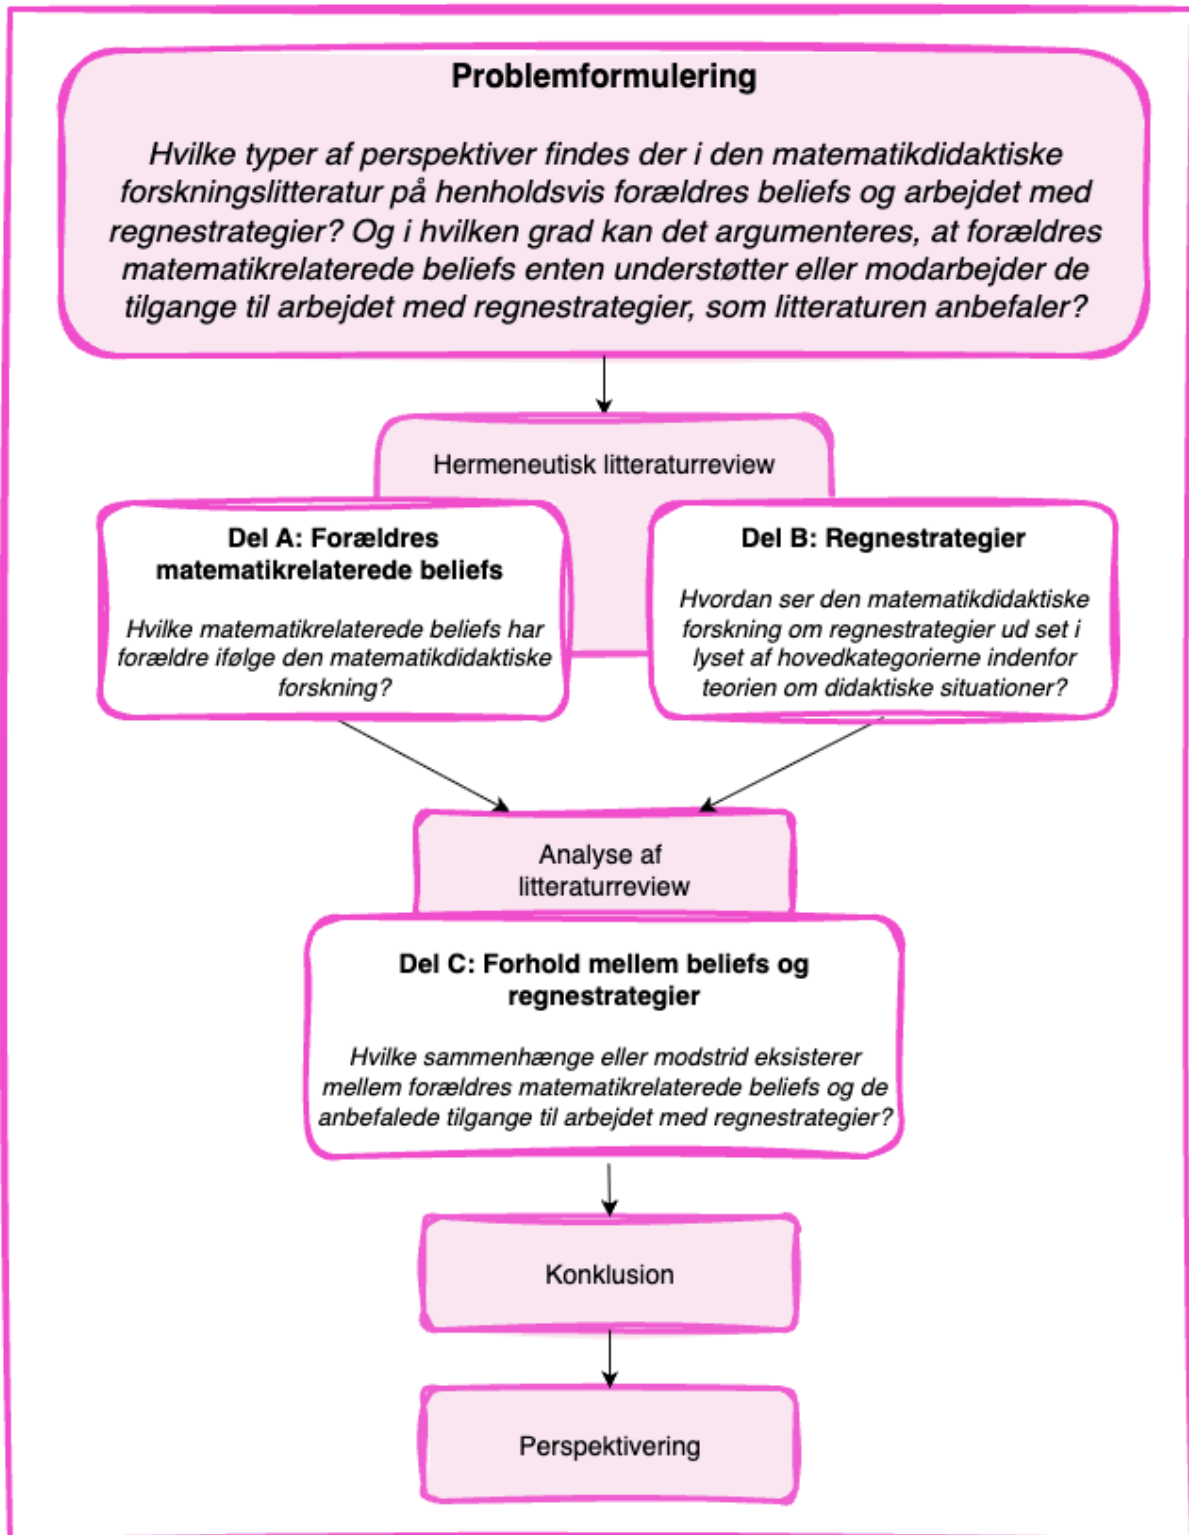 Problemformulering
Hvilke typer af perspektiver findes der i den matematikdidaktiske
forskningslitteratur på henholdsvis forældres beliefs og arbejdet med
regnestrategier? Og i hvilken grad kan det argumenteres, at forældres
matematikrelaterede beliefs enten understøtter eller modarbejder de
tilgange til arbejdet med regnestrategier, som litteraturen anbefaler?
Hermeneutisk litteraturreview
Del A: Forældres
matematikrelaterede beliefs
Hvilke matematikrelaterede beliefs har
forældre ifølge den matematikdidaktiske
forskning?
Del B: Regnestrategier
Hvordan ser den matematikdidaktiske
forskning om regnestrategier ud set i
lyset af hovedkategorierne indenfor
teorien om didaktiske situationer?
Analyse af
litteraturreview
Del C: Forhold mellem beliefs og
regnestrategier
Hvilke sammenhænge eller modstrid eksisterer
mellem forældres matematikrelaterede beliefs og de
anbefalede tilgange til arbejdet med regnestrategier?
Konklusion
Perspektivering